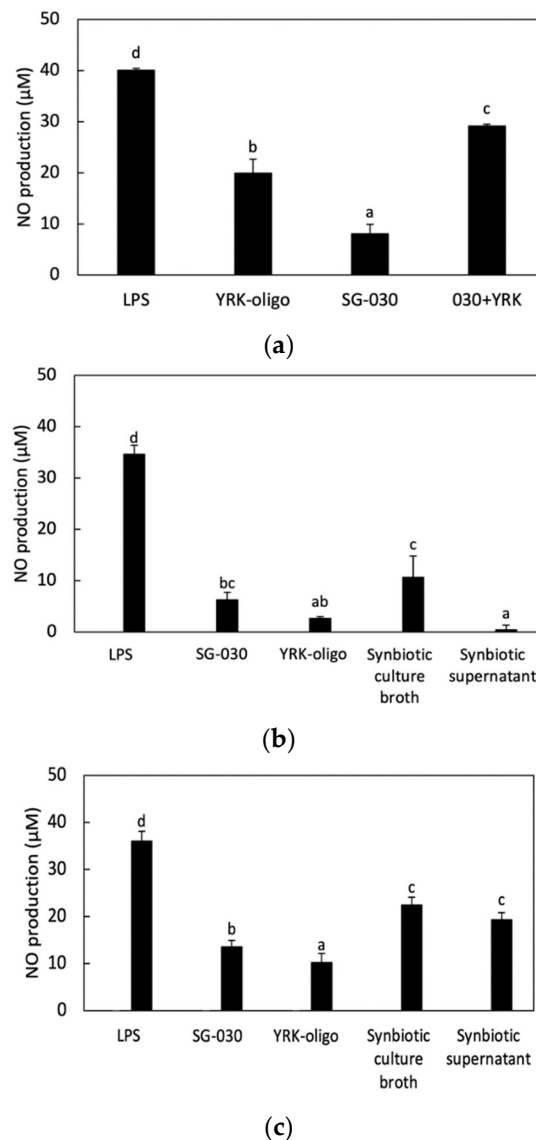 50
40
30
20
10
0
NO production (µM)
d
b
a
c
LPS YRK-oligo SG-030 030+YRK
(a)
50
40
30
20
10
0
NO production (µM)
d
bc
ab
c
a
LPS SG-030 YRK-oligo Synbiotic Synbiotic
culture supernatant
broth
(b)
50
40
30
20
10
0
NO production (µM)
d
b
a
c
c
LPS SG-030 YRK-oligo Synbiotic Synbiotic
culture supernatant
broth
(c)